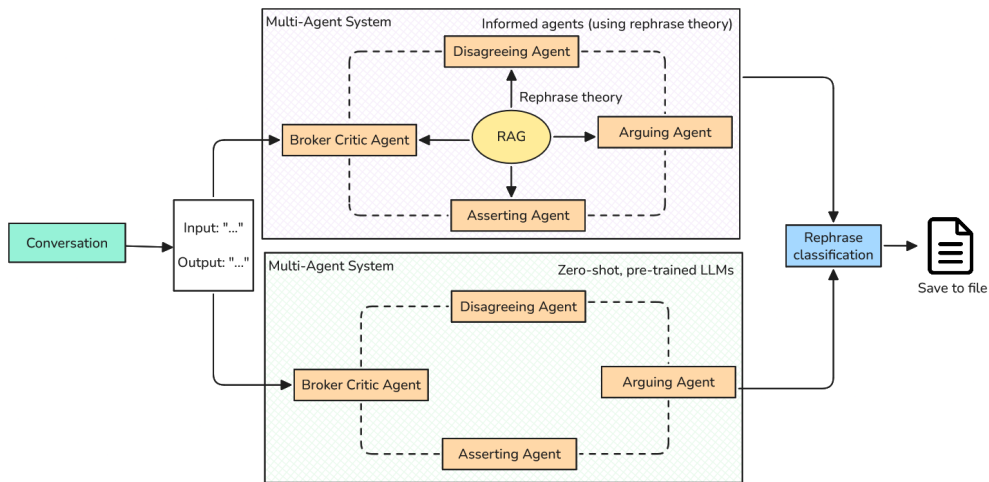 Multi-Agent System
Informed agents (using rephrase theory)
Disagreeing Agent
Rephrase theory
Broker Critic Agent
RAG
Arguing Agent
Asserting Agent
Conversation
Input: "..."
Output: "..."
Rephrase
classification
Save to file
Multi-Agent System
Zero-shot, pre-trained LLMs
Disagreeing Agent
Broker Critic Agent
Arguing Agent
Asserting Agent